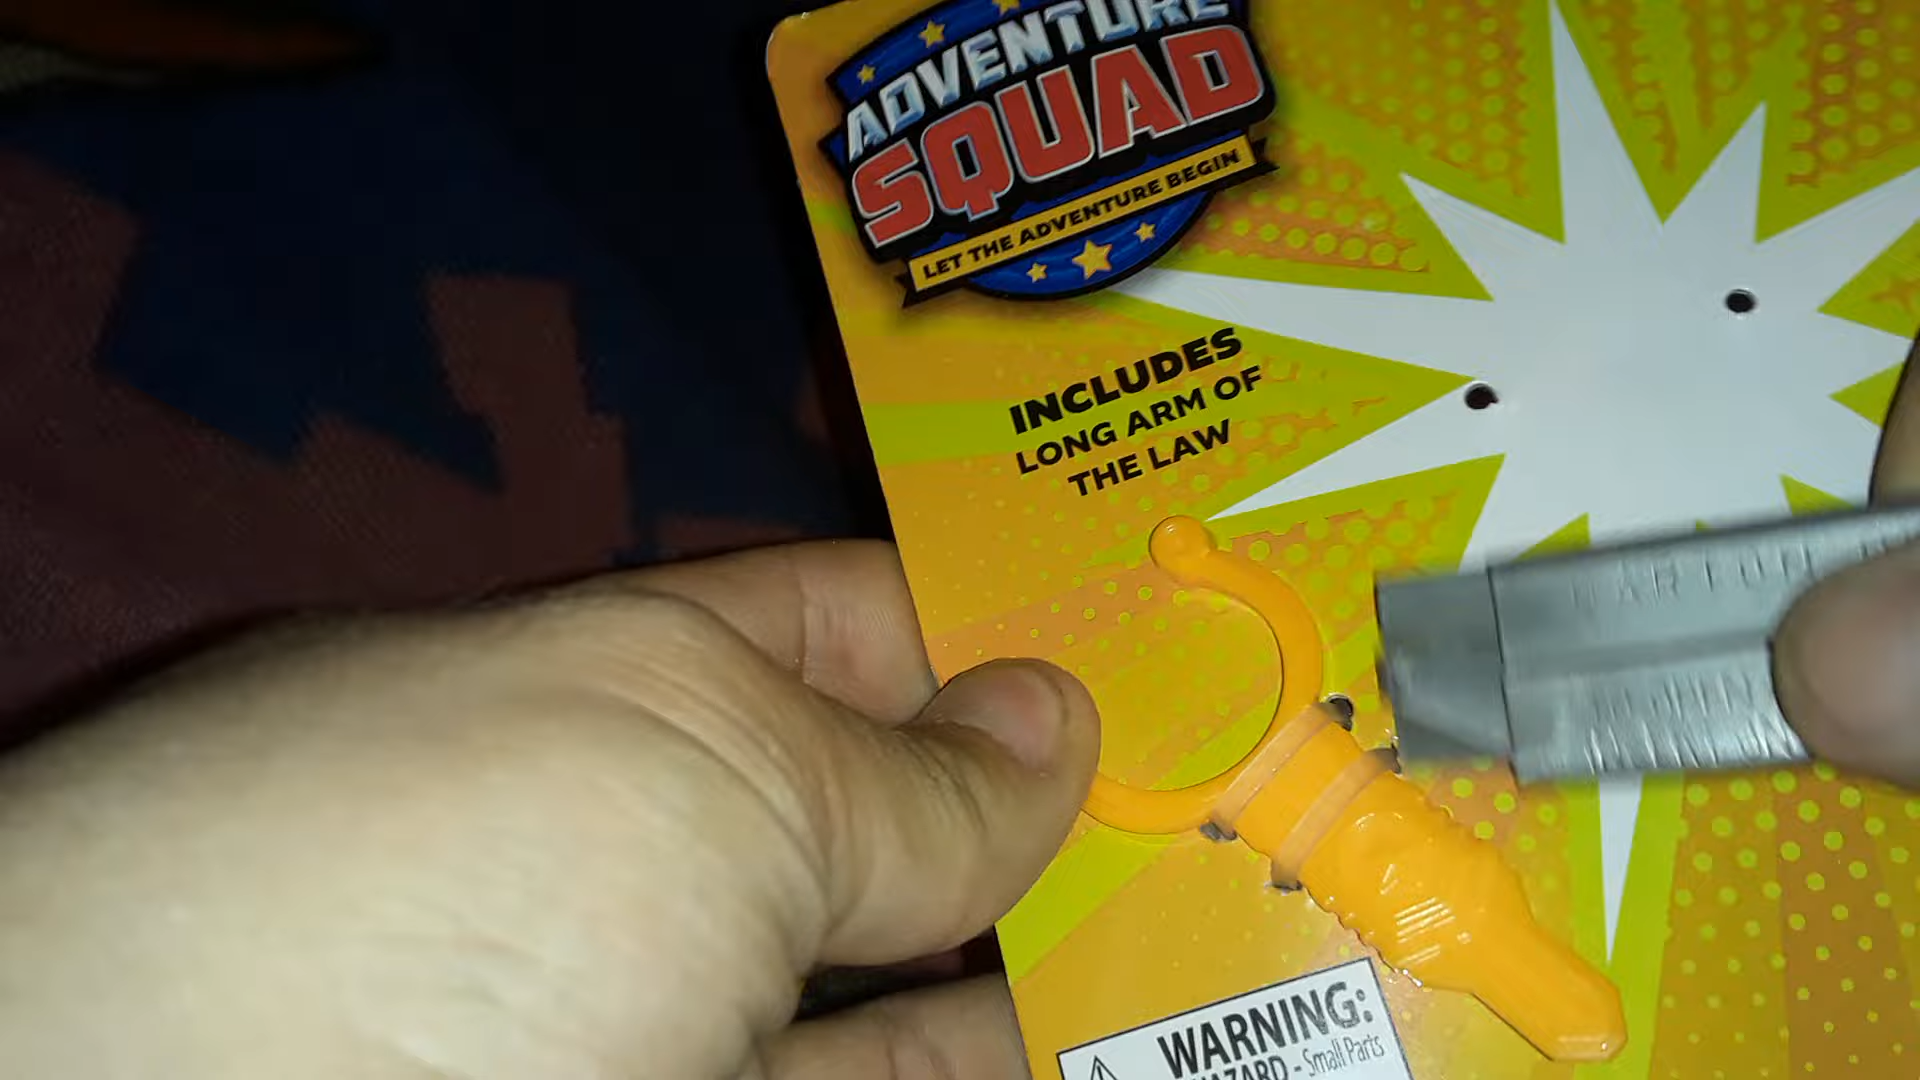 ADVENTURE
SQUAD
LET THE ADVENTURE BEGIN
INCLUDES
LONG ARM OF
THE LAW
WARNING:
HAZARD - Small Parts